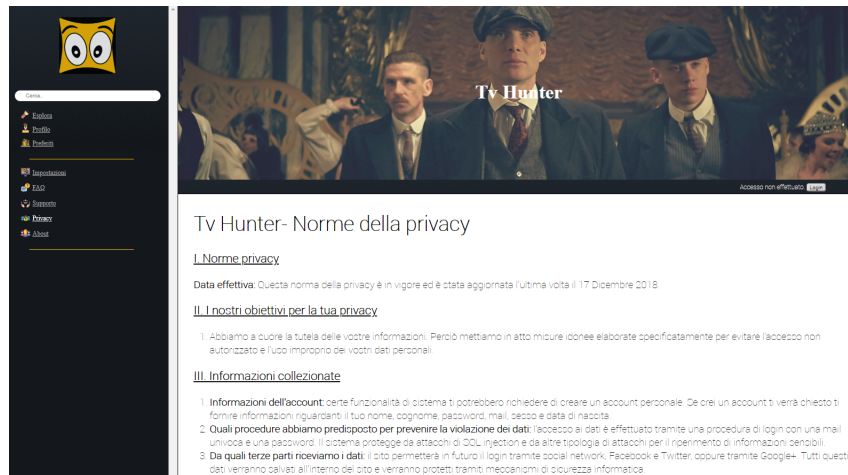 Cerca..
Esplora
Profilo
Preferiti
Impostazioni
FAQ
Supporto
Privacy
About
Tv Hunter
Accesso non effettuato. Login
Tv Hunter- Norme della privacy
I. Norme privacy
Data effettiva: Questa norma della privacy è in vigore ed è stata aggiornata l'ultima volta il 17 Dicembre 2018.
II. I nostri obiettivi per la tua privacy
1. Abbiamo a cuore la tutela delle vostre informazioni. Perciò mettiamo in atto misure idonee elaborate specificatamente per evitare l'accesso non
autorizzato e l'uso improprio dei vostri dati personali.
III. Informazioni collezionate
1. Informazioni dell'account: certe funzionalità di sistema ti potrebbero richiedere di creare un account personale. Se crei un account ti verrà chiesto ti
fornire informazioni riguardanti il tuo nome, cognome, password, mail, sesso e data di nascita.
2. Quali procedure abbiamo predisposto per prevenire la violazione dei dati: l'accesso ai dati è effettuato tramite una procedura di login con una mail
univoca e una password. Il sistema protegge da attacchi di SQL injection e da altre tipologia di attacchi per il riperimento di informazioni sensibili.
3. Da quali terze parti riceviamo i dati: il sito permetterà in futuro il login tramite social network, Facebook e Twitter, oppure tramite Google+. Tutti questi
dati verranno salvati all'interno del sito e verranno protetti tramiti meccanismi di sicurezza informatica.